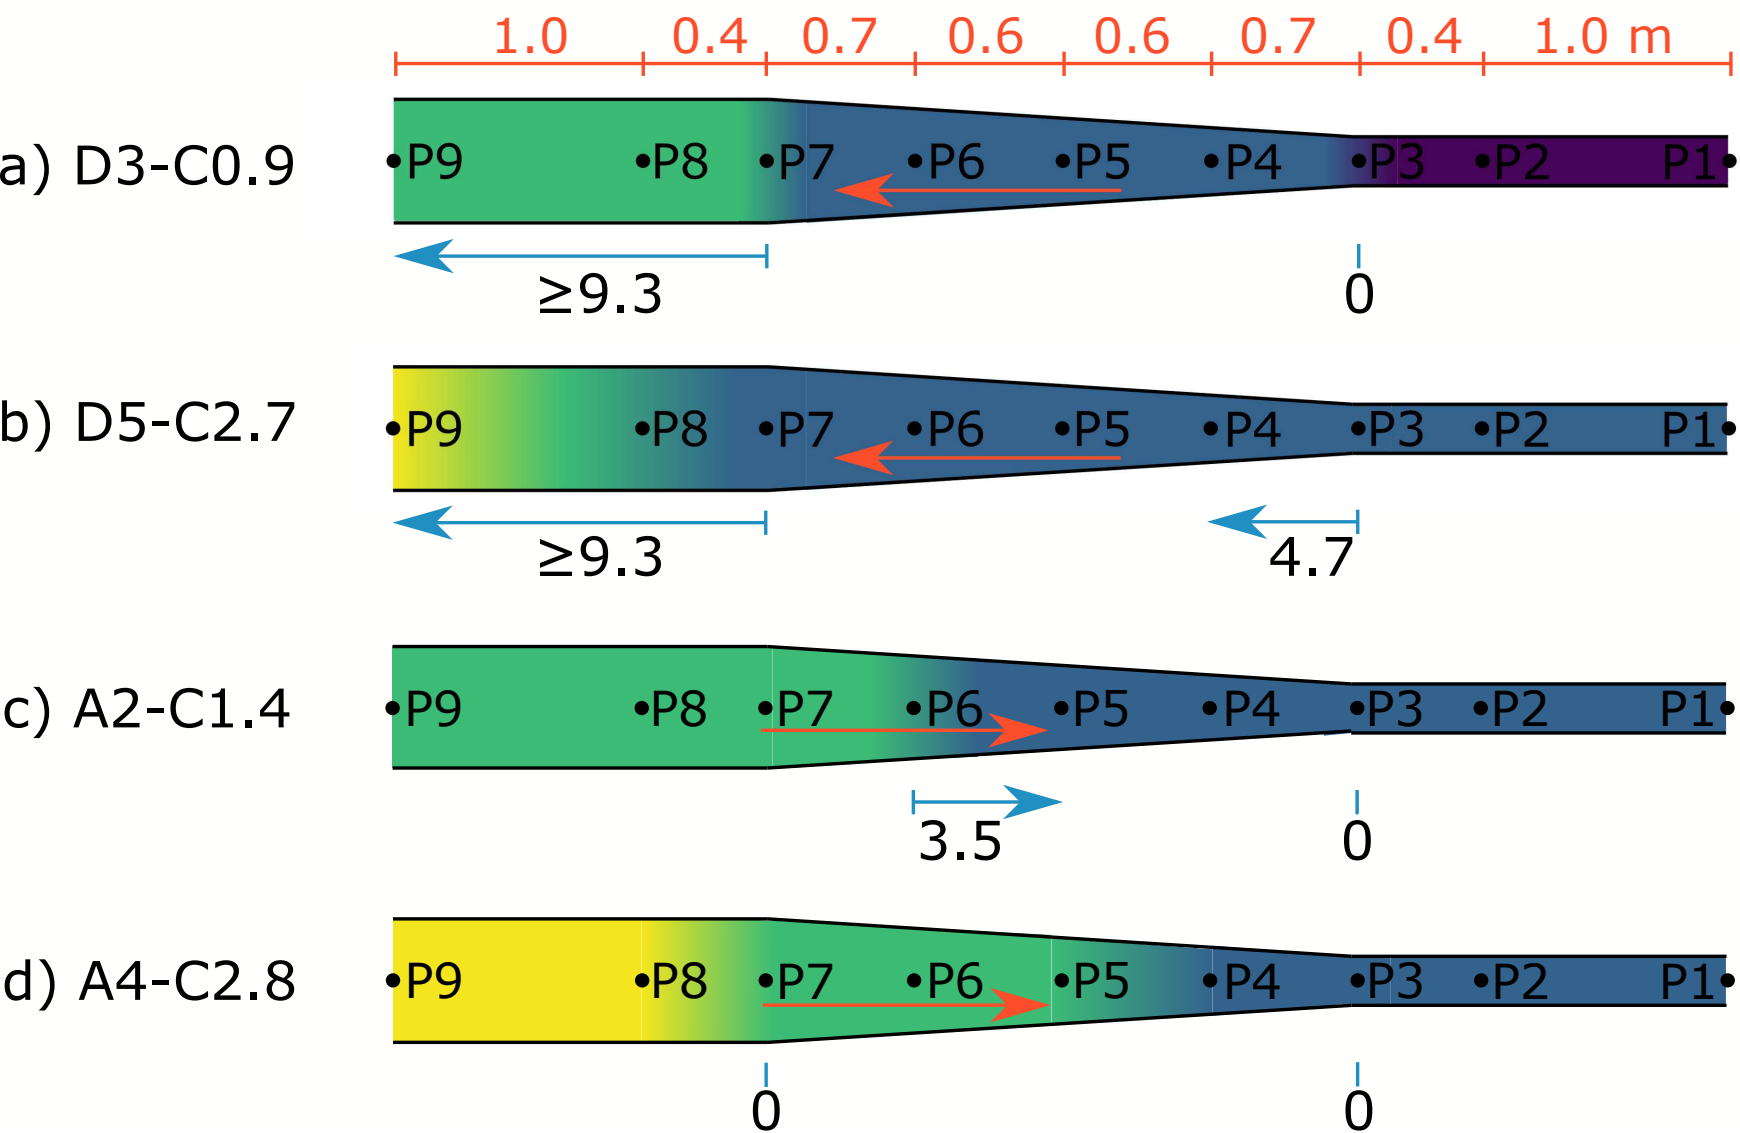 1.0 0.4 0.7 0.6 0.6 0.7 0.4 1.0 m
a) D3-C0.9 P9 P8 P7 P6 P5 P4 P3 P2 P1
≥9.3 0
b) D5-C2.7 P9 P8 P7 P6 P5 P4 P3 P2 P1
≥9.3 4.7
c) A2-C1.4 P9 P8 P7 P6 P5 P4 P3 P2 P1
3.5 0
d) A4-C2.8 P9 P8 P7 P6 P5 P4 P3 P2 P1
0 0